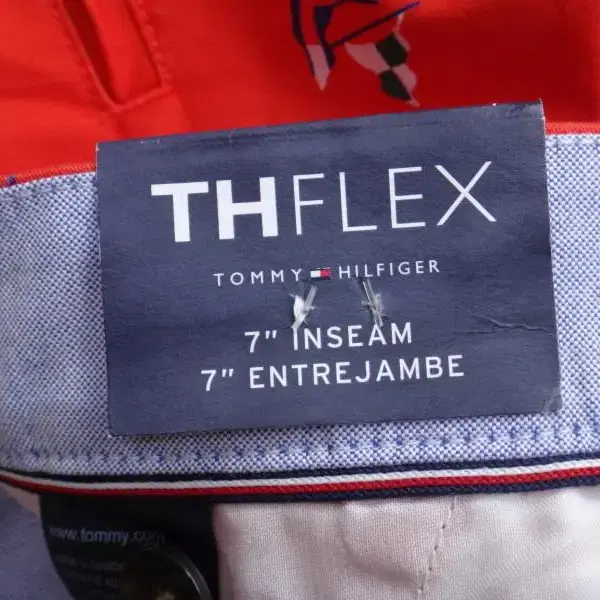 THFLEX
TOMMY HILFIGER
7" INSEAM
7" ENTREJAMBE
www.tommy.com